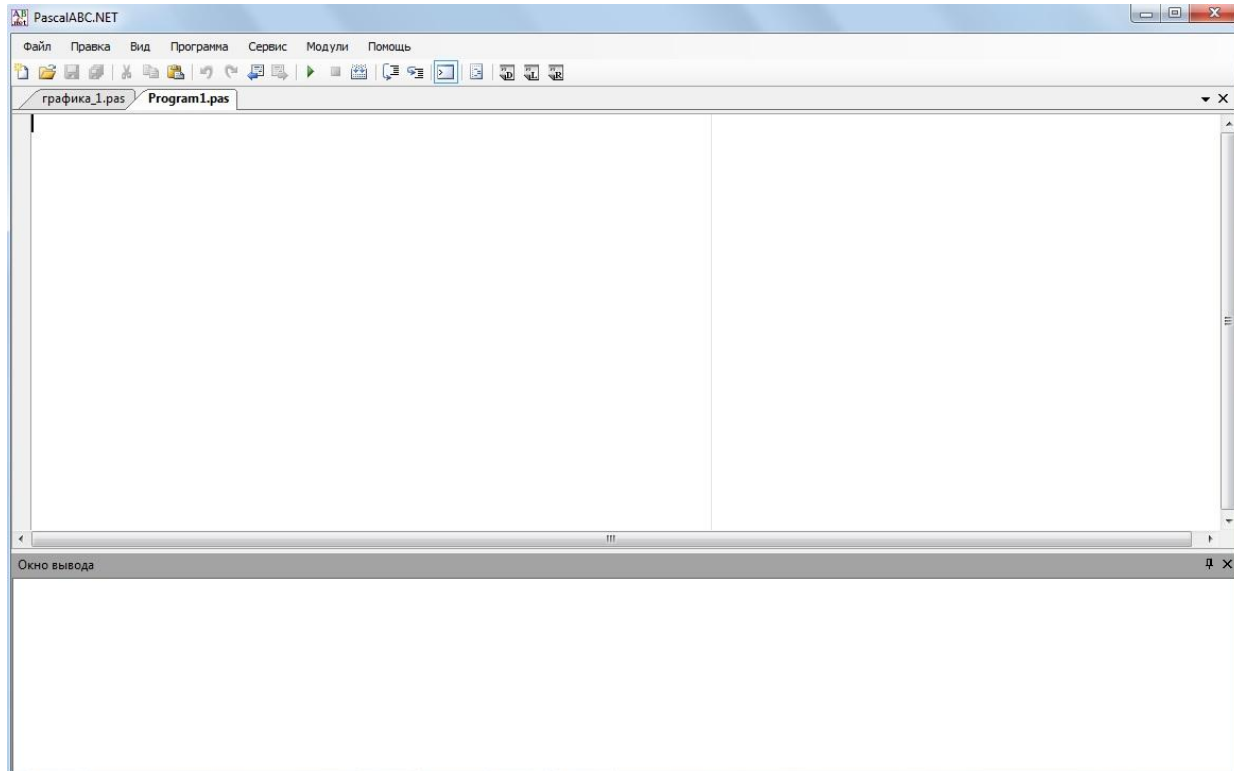 PascalABC.NET
Файл Правка Вид Программа Сервис Модули Помощь
графика_1.pas Program1.pas
Окно вывода